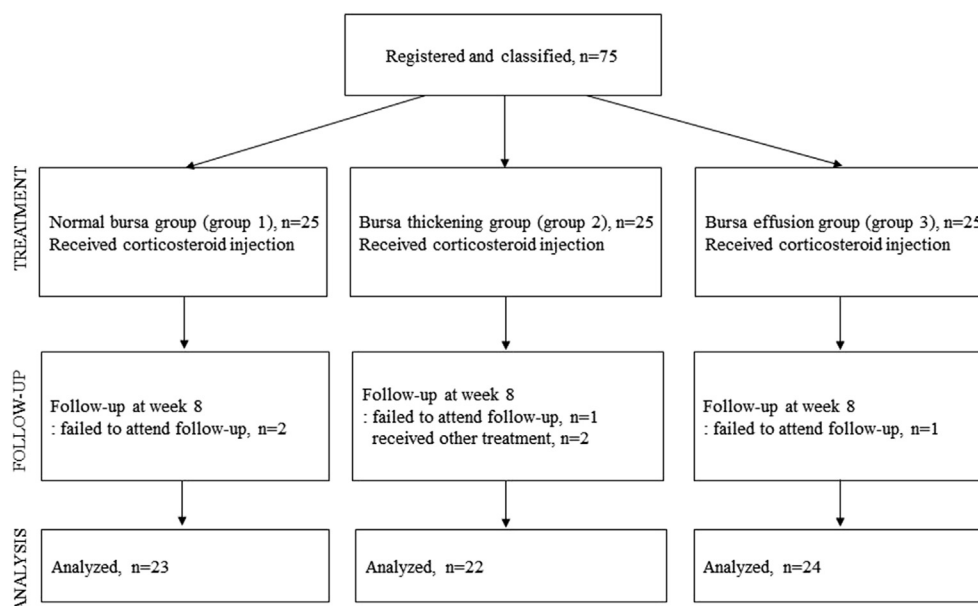 Registered and classified, n=75
TREATMENT
Normal bursa group (group 1), n=25
Received corticosteroid injection
Bursa thickening group (group 2), n=25
Received corticosteroid injection
Bursa effusion group (group 3), n=25
Received corticosteroid injection
FOLLOW-UP
Follow-up at week 8
: failed to attend follow-up, n=2
Follow-up at week 8
: failed to attend follow-up, n=1
received other treatment, n=2
Follow-up at week 8
: failed to attend follow-up, n=1
ANALYSIS
Analyzed, n=23
Analyzed, n=22
Analyzed, n=24